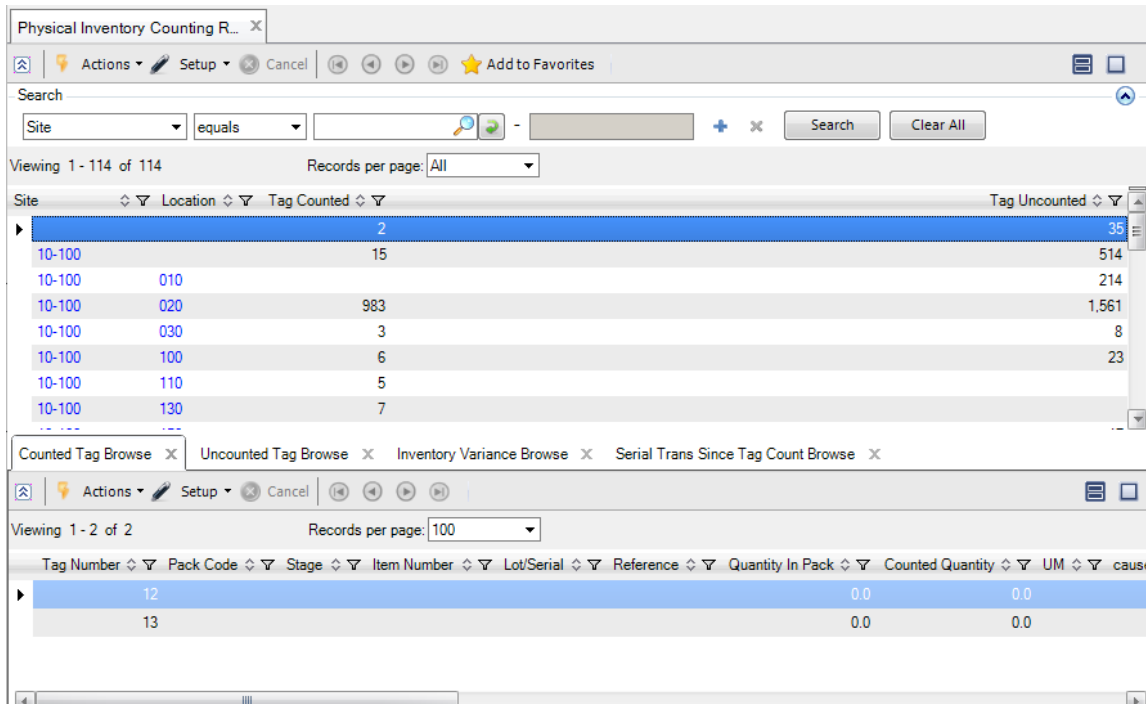 Physical Inventory Counting R...
Actions Setup Cancel Add to Favorites
Search
Site equals - Search Clear All
Viewing 1 - 114 of 114 Records per page: All
Site Location Tag Counted Tag Uncounted
2 35
10-100 15 514
10-100 010 214
10-100 020 983 1,561
10-100 030 3 8
10-100 100 6 23
10-100 110 5
10-100 130 7
Counted Tag Browse Uncounted Tag Browse Inventory Variance Browse Serial Trans Since Tag Count Browse
Actions Setup Cancel
Viewing 1 - 2 of 2 Records per page: 100
Tag Number Pack Code Stage Item Number Lot/Serial Reference Quantity In Pack Counted Quantity UM cause
12 0.0 0.0
13 0.0 0.0